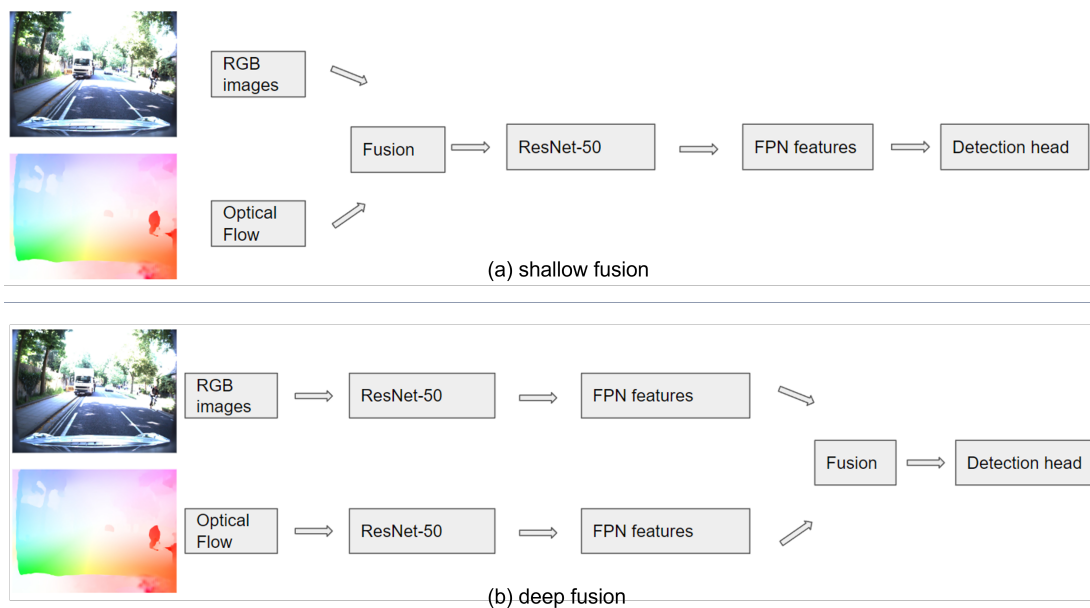 RGB
images
Fusion
ResNet-50
FPN features
Detection head
Optical
Flow
(a) shallow fusion
RGB
images
ResNet-50
FPN features
Fusion
Detection head
Optical
Flow
ResNet-50
FPN features
(b) deep fusion